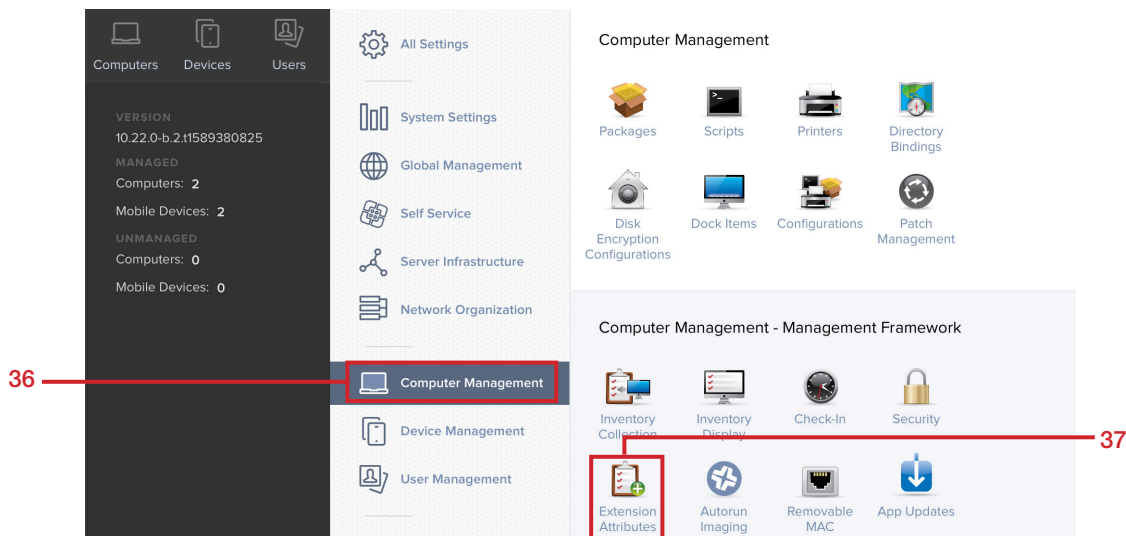 Computers Devices Users
VERSION
10.22.0-b.2.t1589380825
MANAGED
Computers: 2
Mobile Devices: 2
UNMANAGED
Computers: 0
Mobile Devices: 0
All Settings
System Settings
Global Management
Self Service
Server Infrastructure
Network Organization
36
Computer Management
Device Management
User Management
Computer Management
Packages Scripts Printers Directory
Bindings
Disk Dock Items Configurations Patch
Encryption Management
Configurations
Computer Management - Management Framework
Inventory Inventory Check-In Security
Collection Display
37
Extension Autorun Removable App Updates
Attributes Imaging MAC